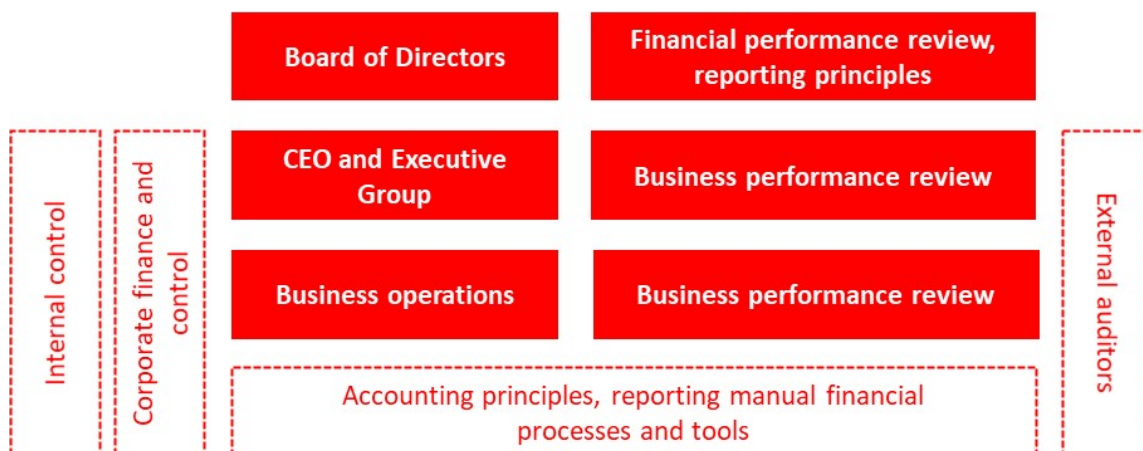 Board of Directors
Financial performance review,
reporting principles
Internal control
Corporate finance and
control
CEO and Executive
Group
Business performance review
External auditors
Business operations
Business performance review
Accounting principles, reporting manual financial
processes and tools